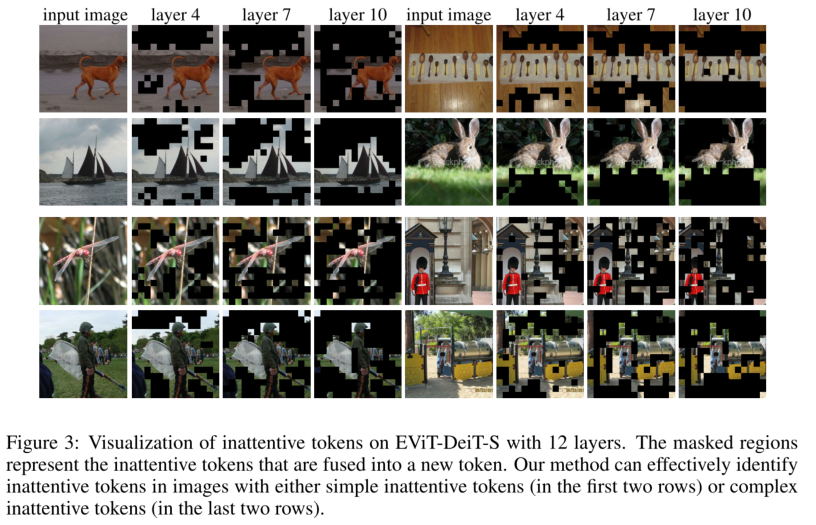 input image layer 4 layer 7 layer 10 input image layer 4 layer 7 layer 10
Figure 3: Visualization of inattentive tokens on EViT-DeiT-S with 12 layers. The masked regions
represent the inattentive tokens that are fused into a new token. Our method can effectively identify
inattentive tokens in images with either simple inattentive tokens (in the first two rows) or complex
inattentive tokens (in the last two rows).